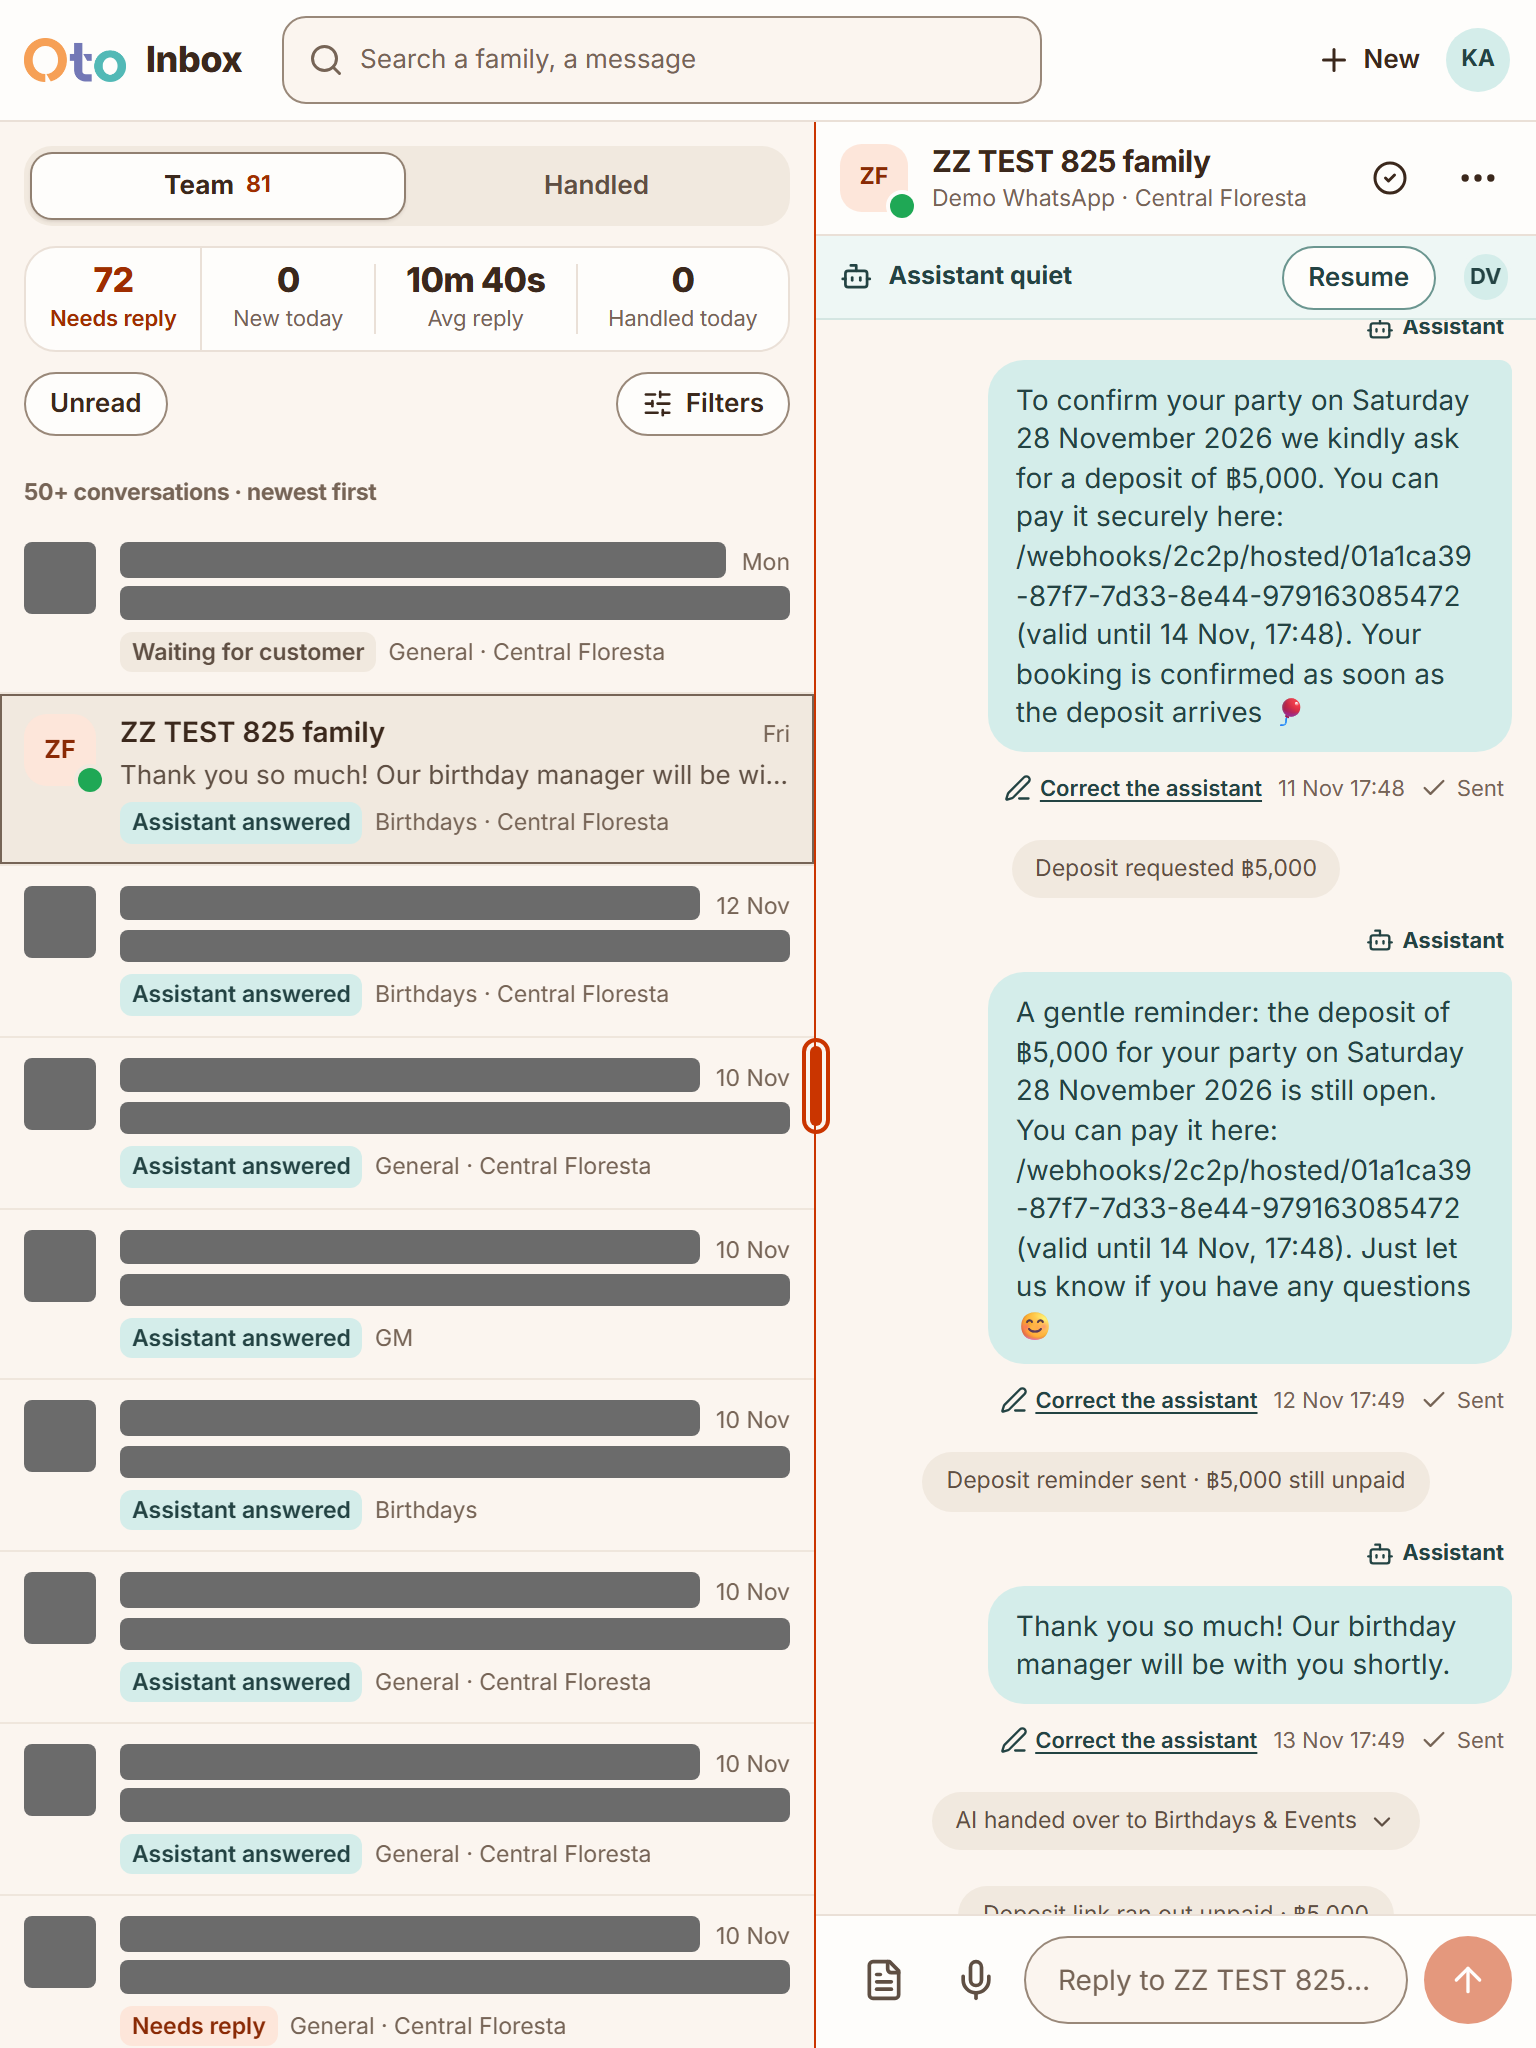 Oto Inbox
Search a family, a message
New
KA
Team 81
Handled
72
Needs reply
0
New today
10m 40s
Avg reply
0
Handled today
Unread
Filters
50+ conversations · newest first
Mon
Waiting for customer General · Central Floresta
ZF
ZZ TEST 825 family
Fri
Thank you so much! Our birthday manager will be wi...
Assistant answered Birthdays · Central Floresta
12 Nov
Assistant answered Birthdays · Central Floresta
10 Nov
Assistant answered General · Central Floresta
10 Nov
Assistant answered GM
10 Nov
Assistant answered Birthdays
10 Nov
Assistant answered General · Central Floresta
10 Nov
Assistant answered General · Central Floresta
10 Nov
Needs reply General · Central Floresta
ZF
ZZ TEST 825 family
Demo WhatsApp · Central Floresta
Assistant quiet
Resume
DV
Assistant
To confirm your party on Saturday
28 November 2026 we kindly ask
for a deposit of ฿5,000. You can
pay it securely here:
/webhooks/2c2p/hosted/01a1ca39
-87f7-7d33-8e44-979163085472
(valid until 14 Nov, 17:48). Your
booking is confirmed as soon as
the deposit arrives 🎈
Correct the assistant 11 Nov 17:48 Sent
Deposit requested ฿5,000
Assistant
A gentle reminder: the deposit of
฿5,000 for your party on Saturday
28 November 2026 is still open.
You can pay it here:
/webhooks/2c2p/hosted/01a1ca39
-87f7-7d33-8e44-979163085472
(valid until 14 Nov, 17:48). Just let
us know if you have any questions
😊
Correct the assistant 12 Nov 17:49 Sent
Deposit reminder sent · ฿5,000 still unpaid
Assistant
Thank you so much! Our birthday
manager will be with you shortly.
Correct the assistant 13 Nov 17:49 Sent
AI handed over to Birthdays & Events
Deposit link ran out unpaid · ฿5,000
Reply to ZZ TEST 825...